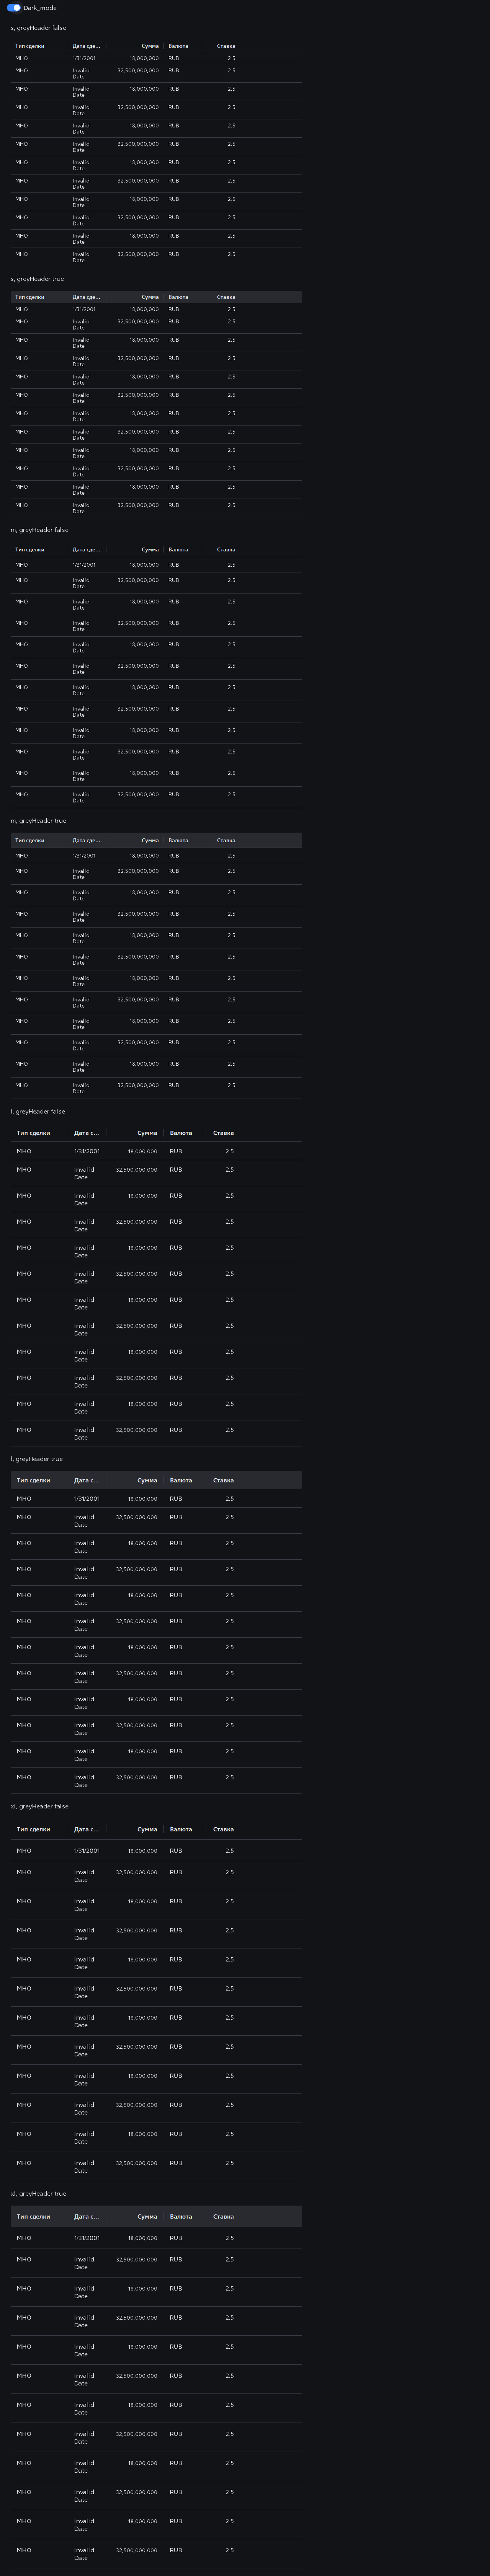 Dark_mode
s, greyHeader false
Тип сделки Дата сде... Сумма Валюта Ставка
МНО 1/31/2001 18,000,000 RUB 2.5
МНО Invalid 32,500,000,000 RUB 2.5
Date
МНО Invalid 18,000,000 RUB 2.5
Date
МНО Invalid 32,500,000,000 RUB 2.5
Date
МНО Invalid 18,000,000 RUB 2.5
Date
МНО Invalid 32,500,000,000 RUB 2.5
Date
МНО Invalid 18,000,000 RUB 2.5
Date
МНО Invalid 32,500,000,000 RUB 2.5
Date
МНО Invalid 18,000,000 RUB 2.5
Date
МНО Invalid 32,500,000,000 RUB 2.5
Date
МНО Invalid 18,000,000 RUB 2.5
Date
МНО Invalid 32,500,000,000 RUB 2.5
Date
s, greyHeader true
Тип сделки Дата сде... Сумма Валюта Ставка
МНО 1/31/2001 18,000,000 RUB 2.5
МНО Invalid 32,500,000,000 RUB 2.5
Date
МНО Invalid 18,000,000 RUB 2.5
Date
МНО Invalid 32,500,000,000 RUB 2.5
Date
МНО Invalid 18,000,000 RUB 2.5
Date
МНО Invalid 32,500,000,000 RUB 2.5
Date
МНО Invalid 18,000,000 RUB 2.5
Date
МНО Invalid 32,500,000,000 RUB 2.5
Date
МНО Invalid 18,000,000 RUB 2.5
Date
МНО Invalid 32,500,000,000 RUB 2.5
Date
МНО Invalid 18,000,000 RUB 2.5
Date
МНО Invalid 32,500,000,000 RUB 2.5
Date
m, greyHeader false
Тип сделки Дата сде... Сумма Валюта Ставка
МНО 1/31/2001 18,000,000 RUB 2.5
МНО Invalid 32,500,000,000 RUB 2.5
Date
МНО Invalid 18,000,000 RUB 2.5
Date
МНО Invalid 32,500,000,000 RUB 2.5
Date
МНО Invalid 18,000,000 RUB 2.5
Date
МНО Invalid 32,500,000,000 RUB 2.5
Date
МНО Invalid 18,000,000 RUB 2.5
Date
МНО Invalid 32,500,000,000 RUB 2.5
Date
МНО Invalid 18,000,000 RUB 2.5
Date
МНО Invalid 32,500,000,000 RUB 2.5
Date
МНО Invalid 18,000,000 RUB 2.5
Date
МНО Invalid 32,500,000,000 RUB 2.5
Date
m, greyHeader true
Тип сделки Дата сде... Сумма Валюта Ставка
МНО 1/31/2001 18,000,000 RUB 2.5
МНО Invalid 32,500,000,000 RUB 2.5
Date
МНО Invalid 18,000,000 RUB 2.5
Date
МНО Invalid 32,500,000,000 RUB 2.5
Date
МНО Invalid 18,000,000 RUB 2.5
Date
МНО Invalid 32,500,000,000 RUB 2.5
Date
МНО Invalid 18,000,000 RUB 2.5
Date
МНО Invalid 32,500,000,000 RUB 2.5
Date
МНО Invalid 18,000,000 RUB 2.5
Date
МНО Invalid 32,500,000,000 RUB 2.5
Date
МНО Invalid 18,000,000 RUB 2.5
Date
МНО Invalid 32,500,000,000 RUB 2.5
Date
l, greyHeader false
Тип сделки Дата с... Сумма Валюта Ставка
МНО 1/31/2001 18,000,000 RUB 2.5
МНО Invalid 32,500,000,000 RUB 2.5
Date
МНО Invalid 18,000,000 RUB 2.5
Date
МНО Invalid 32,500,000,000 RUB 2.5
Date
МНО Invalid 18,000,000 RUB 2.5
Date
МНО Invalid 32,500,000,000 RUB 2.5
Date
МНО Invalid 18,000,000 RUB 2.5
Date
МНО Invalid 32,500,000,000 RUB 2.5
Date
МНО Invalid 18,000,000 RUB 2.5
Date
МНО Invalid 32,500,000,000 RUB 2.5
Date
МНО Invalid 18,000,000 RUB 2.5
Date
МНО Invalid 32,500,000,000 RUB 2.5
Date
l, greyHeader true
Тип сделки Дата с... Сумма Валюта Ставка
МНО 1/31/2001 18,000,000 RUB 2.5
МНО Invalid 32,500,000,000 RUB 2.5
Date
МНО Invalid 18,000,000 RUB 2.5
Date
МНО Invalid 32,500,000,000 RUB 2.5
Date
МНО Invalid 18,000,000 RUB 2.5
Date
МНО Invalid 32,500,000,000 RUB 2.5
Date
МНО Invalid 18,000,000 RUB 2.5
Date
МНО Invalid 32,500,000,000 RUB 2.5
Date
МНО Invalid 18,000,000 RUB 2.5
Date
МНО Invalid 32,500,000,000 RUB 2.5
Date
МНО Invalid 18,000,000 RUB 2.5
Date
МНО Invalid 32,500,000,000 RUB 2.5
Date
xl, greyHeader false
Тип сделки Дата с... Сумма Валюта Ставка
МНО 1/31/2001 18,000,000 RUB 2.5
МНО Invalid 32,500,000,000 RUB 2.5
Date
МНО Invalid 18,000,000 RUB 2.5
Date
МНО Invalid 32,500,000,000 RUB 2.5
Date
МНО Invalid 18,000,000 RUB 2.5
Date
МНО Invalid 32,500,000,000 RUB 2.5
Date
МНО Invalid 18,000,000 RUB 2.5
Date
МНО Invalid 32,500,000,000 RUB 2.5
Date
МНО Invalid 18,000,000 RUB 2.5
Date
МНО Invalid 32,500,000,000 RUB 2.5
Date
МНО Invalid 18,000,000 RUB 2.5
Date
МНО Invalid 32,500,000,000 RUB 2.5
Date
xl, greyHeader true
Тип сделки Дата с... Сумма Валюта Ставка
МНО 1/31/2001 18,000,000 RUB 2.5
МНО Invalid 32,500,000,000 RUB 2.5
Date
МНО Invalid 18,000,000 RUB 2.5
Date
МНО Invalid 32,500,000,000 RUB 2.5
Date
МНО Invalid 18,000,000 RUB 2.5
Date
МНО Invalid 32,500,000,000 RUB 2.5
Date
МНО Invalid 18,000,000 RUB 2.5
Date
МНО Invalid 32,500,000,000 RUB 2.5
Date
МНО Invalid 18,000,000 RUB 2.5
Date
МНО Invalid 32,500,000,000 RUB 2.5
Date
МНО Invalid 18,000,000 RUB 2.5
Date
МНО Invalid 32,500,000,000 RUB 2.5
Date